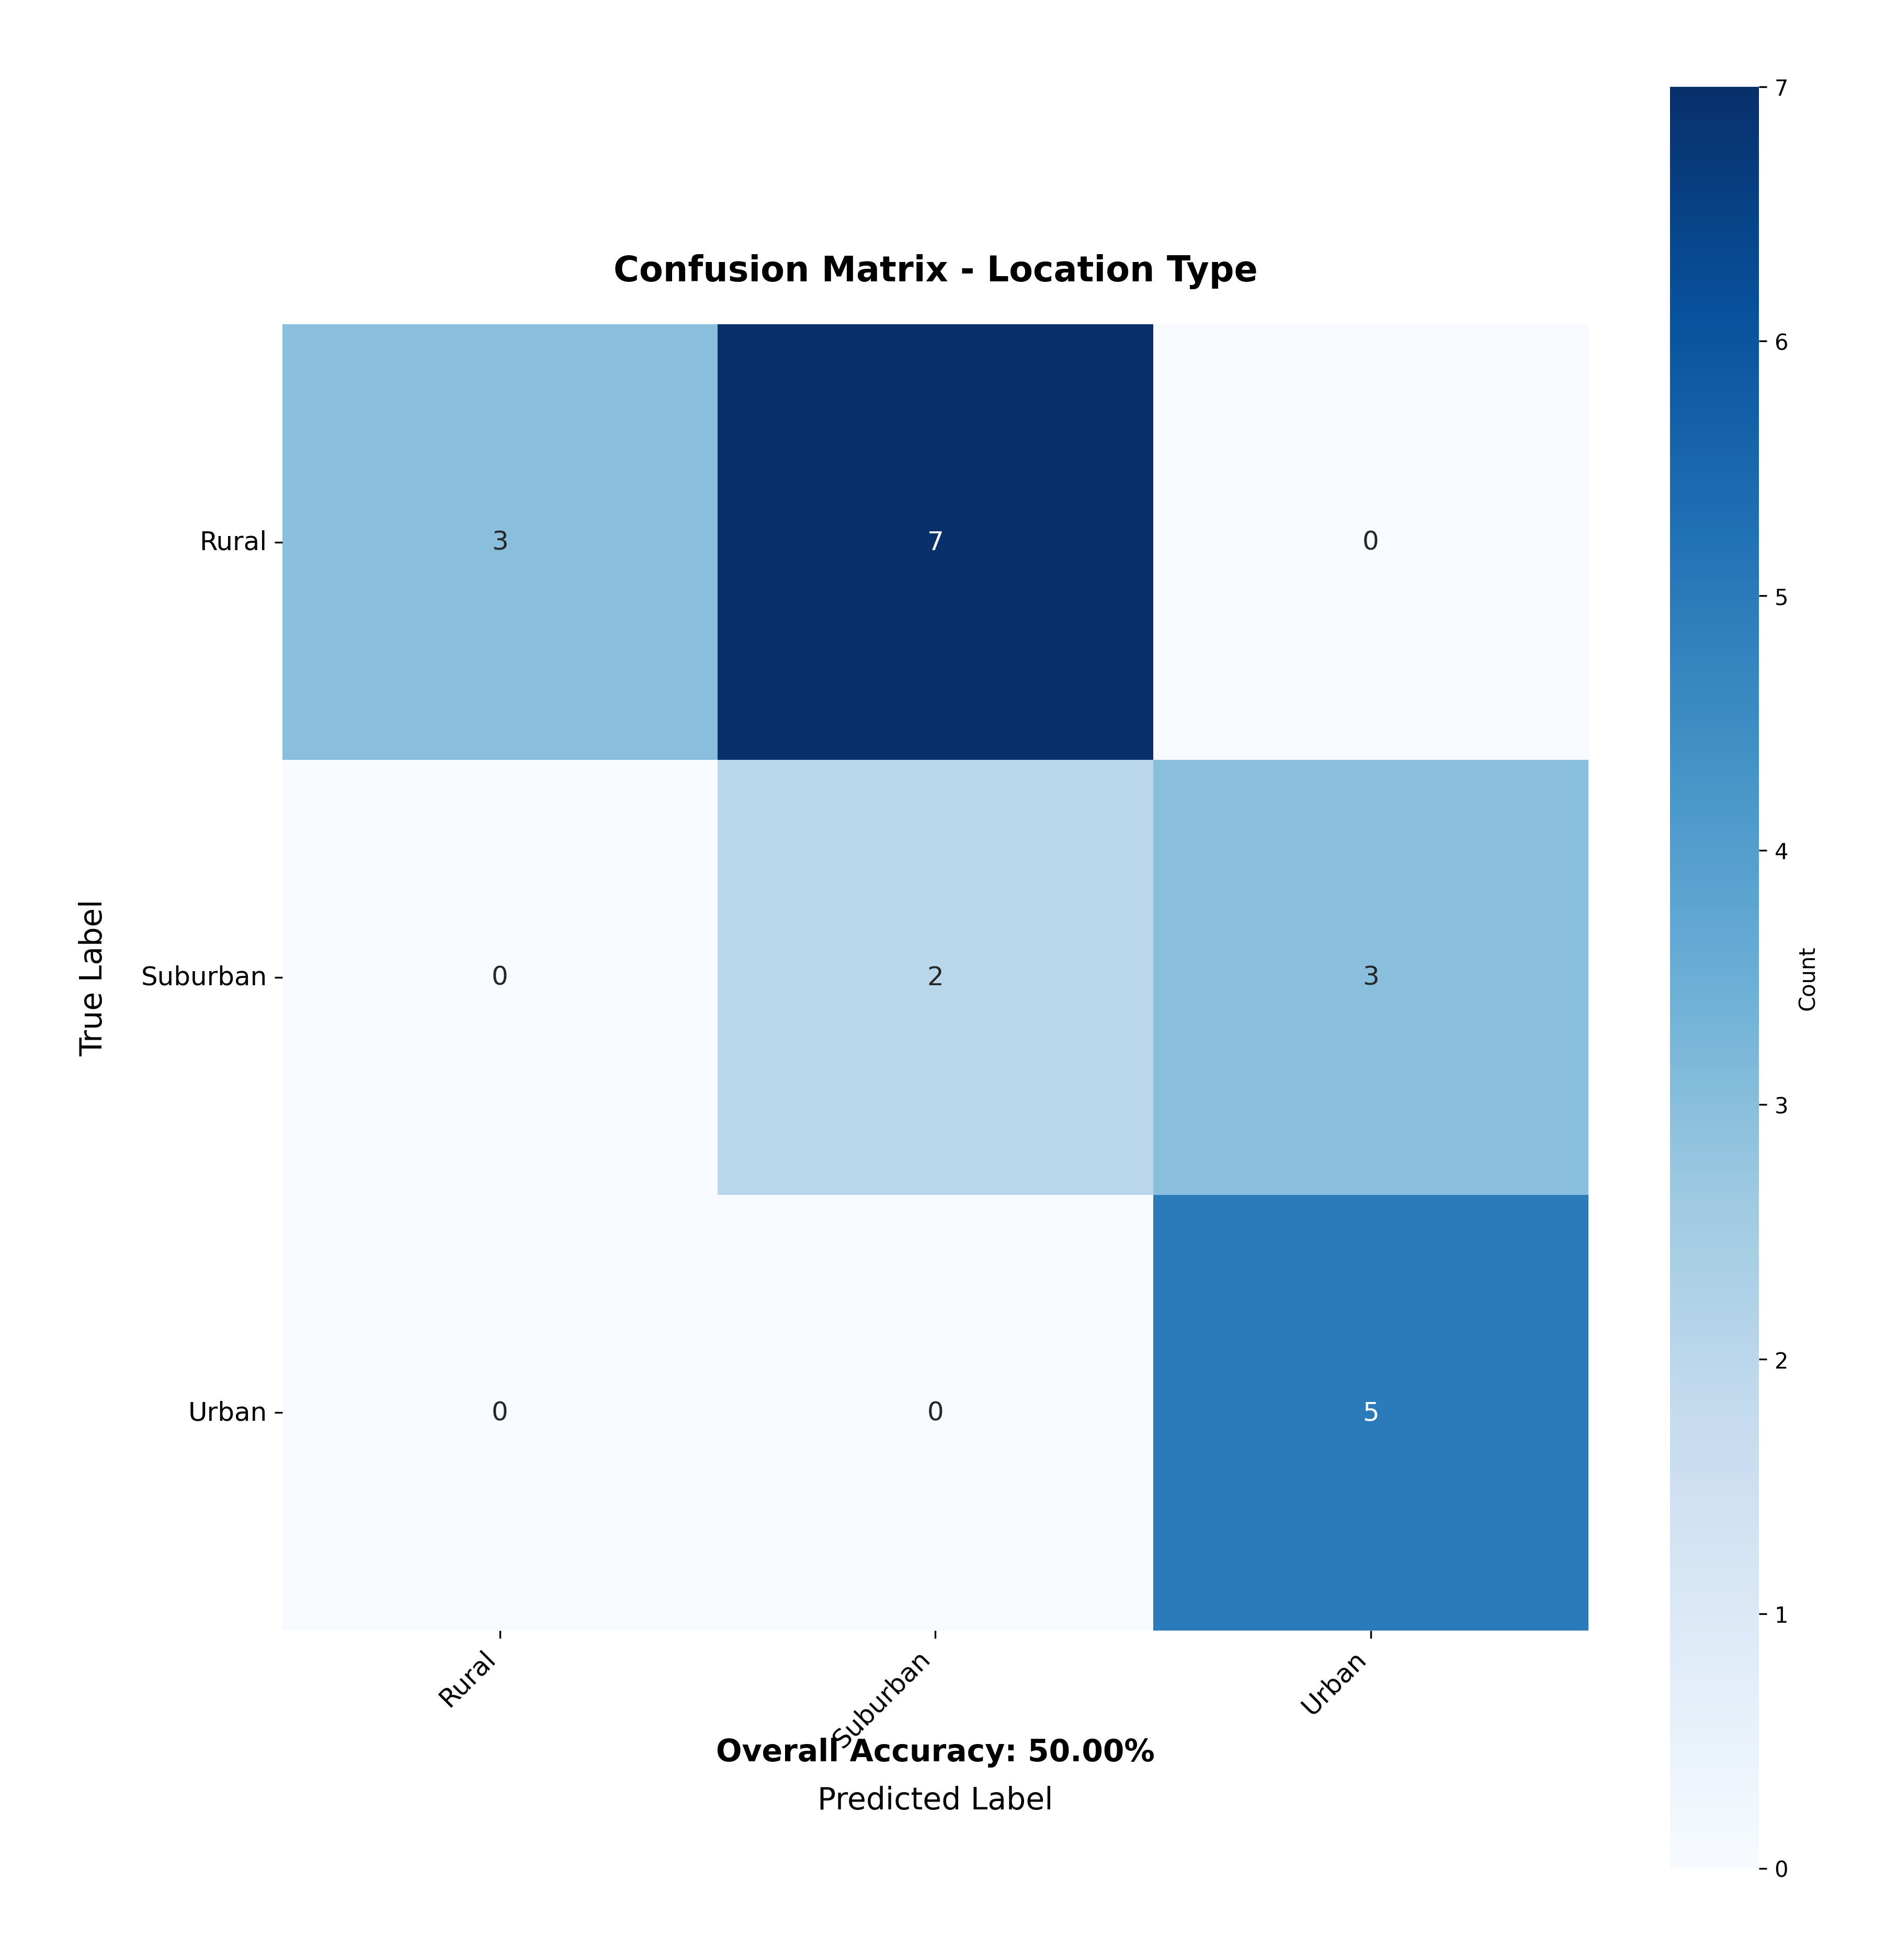 Confusion Matrix - Location Type
True Label
Rural
3 7 0
Suburban
0 2 3
Urban
0 0 5
Rural
Suburban
Urban
Overall Accuracy: 50.00%
Predicted Label
7
6
5
4
3
2
1
0
Count